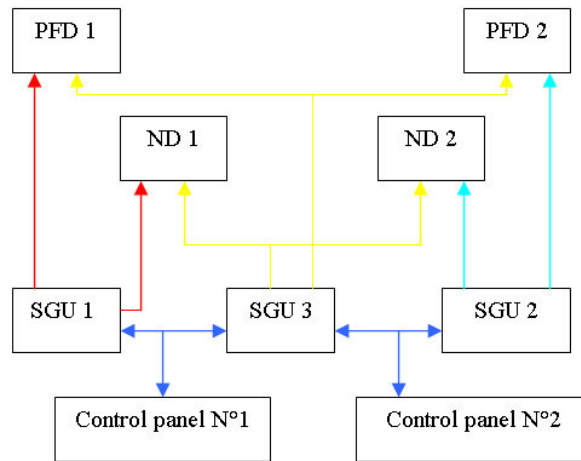 PFD 1
PFD 2
ND 1
ND 2
SGU 1
SGU 3
SGU 2
Control panel N°1
Control panel N°2